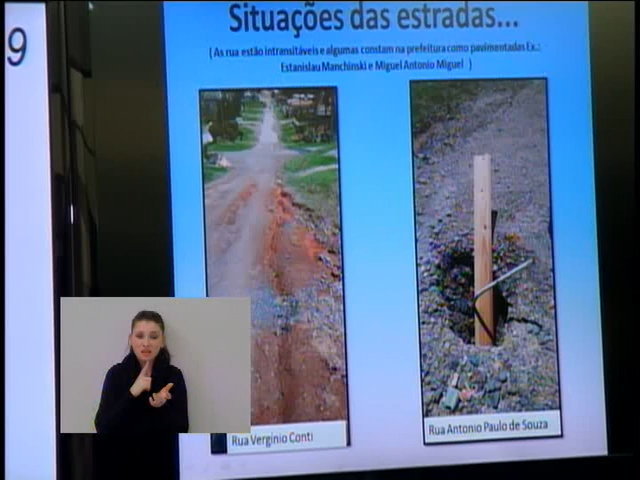 9
Situações das estradas...
( As rua estão intransitáveis e algumas constam na prefeitura como pavimentadas Ex.:
Estanislau Manchinski e Miguel Antonio Miguel )
Rua Verginio Conti
Rua Antonio Paulo de Souza